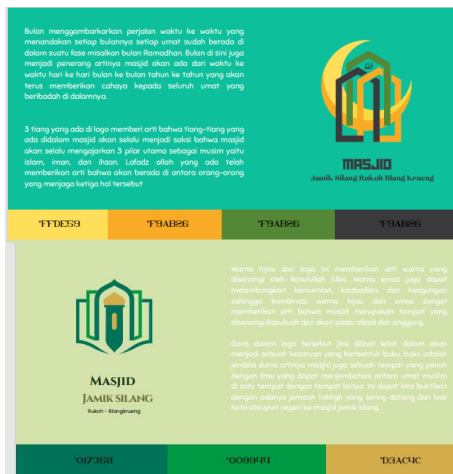 Bulan menggambarkarkan perjalan waktu ke waktu yang
menandakan setiap bulannya setiap umat sudah berada di
dalam suatu fase misalkan bulan Ramadhan. Bulan di sini juga
menjadi penerang artinya masjid akan ada dari waktu ke
waktu hari ke hari bulan ke bulan tahun ke tahun yang akan
terus memberikan cahaya kepada seluruh umat yang
beribadah di dalamnya.
3 tiang yang ada di logo memberi arti bahwa tiang-tiang yang
ada didalam masjid akan selalu menjadi saksi bahwa masjid
akan selalu mengajarkan 3 pilar utama sebagai musim yaitu
islam, iman, dan ihsan. Lafadz allah yang ada telah
memberikan arti bahwa akan berada di antara orang-orang
yang menjaga ketiga hal tersebut
MASJID
Jamik Silang Rukoh Blang Krueng
"FFDE59
"F9AB26
"F9AB26
"F9AB26
Warna hijau dan logo ini memberikan arti warna yang
disenangi oleh Rasulullah SAW. Warna emas juga dapat
melambangkan kemurnian, keabadian, dan keagungan
sehingga kombinasi warna hijau dan emas sangat
memberikan arti bahwa masjid merupakan tempat yang
disenangi Rasulluah dan akan selalu abadi dan anggung.
Garis dalam logo tersebut jika dilihat lebih dalam akan
menjadi sebuah kesatuan yang berbentuk buku, buku adalah
jendela dunia artinya masjid juga sebuah tempat yang penuh
dengan ilmu yang dapat menjembatani antara umat muslim
di satu tempat dengan tempat lainya. Ini dapat kita buktikan
dengan adanya jamaah tabligh yang sering datang dari luar
kota ataupun negeri ke masjid jamik silang.
MASJID
JAMIK SILANG
Rukoh - Blangkrueng
"017358
"009944
"D3AC4C